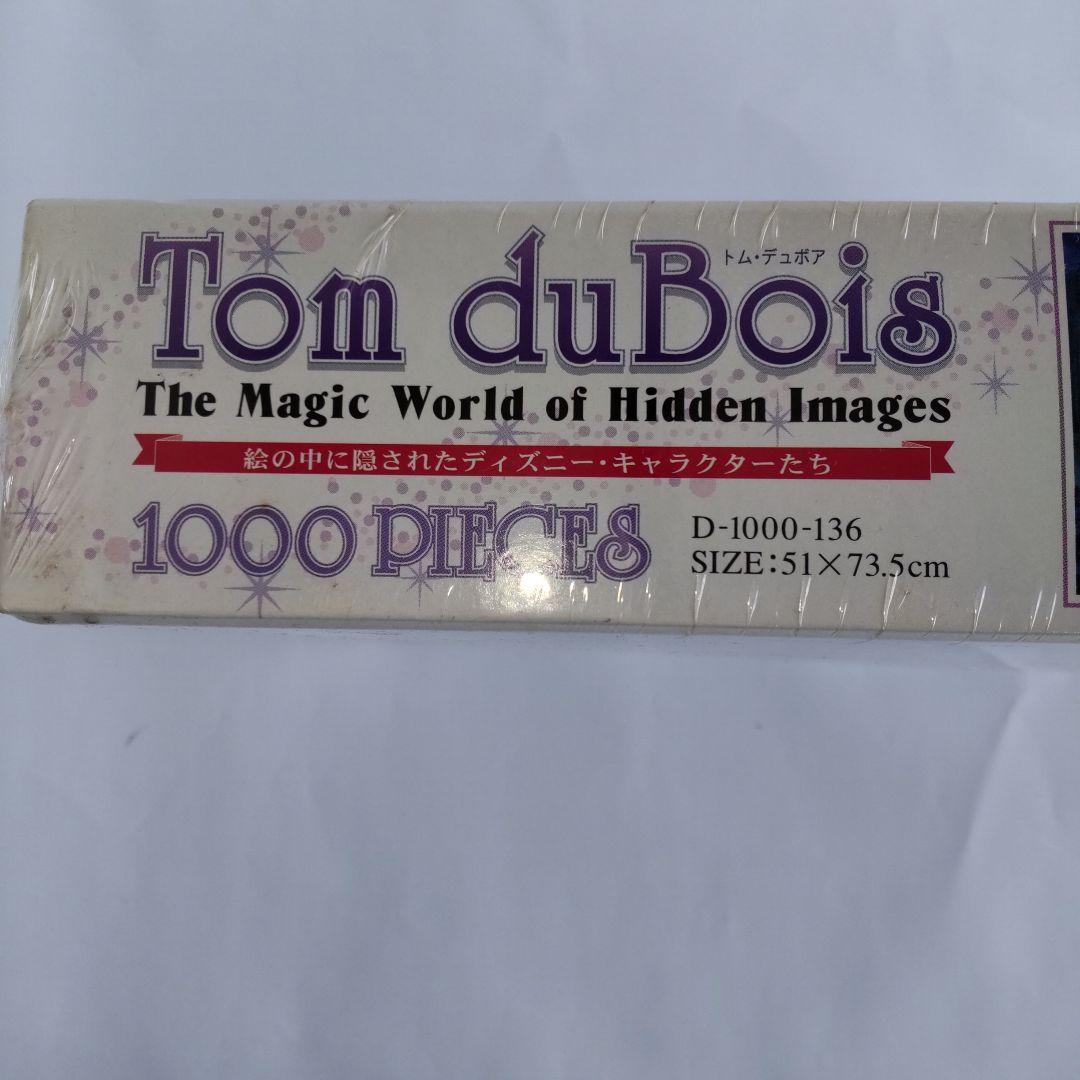 トム・デュボア
Tom duBois
The Magic World of Hidden Images
絵の中に隠されたディズニー・キャラクターたち
1000 PIECES
D-1000-136
SIZE:51×73.5cm